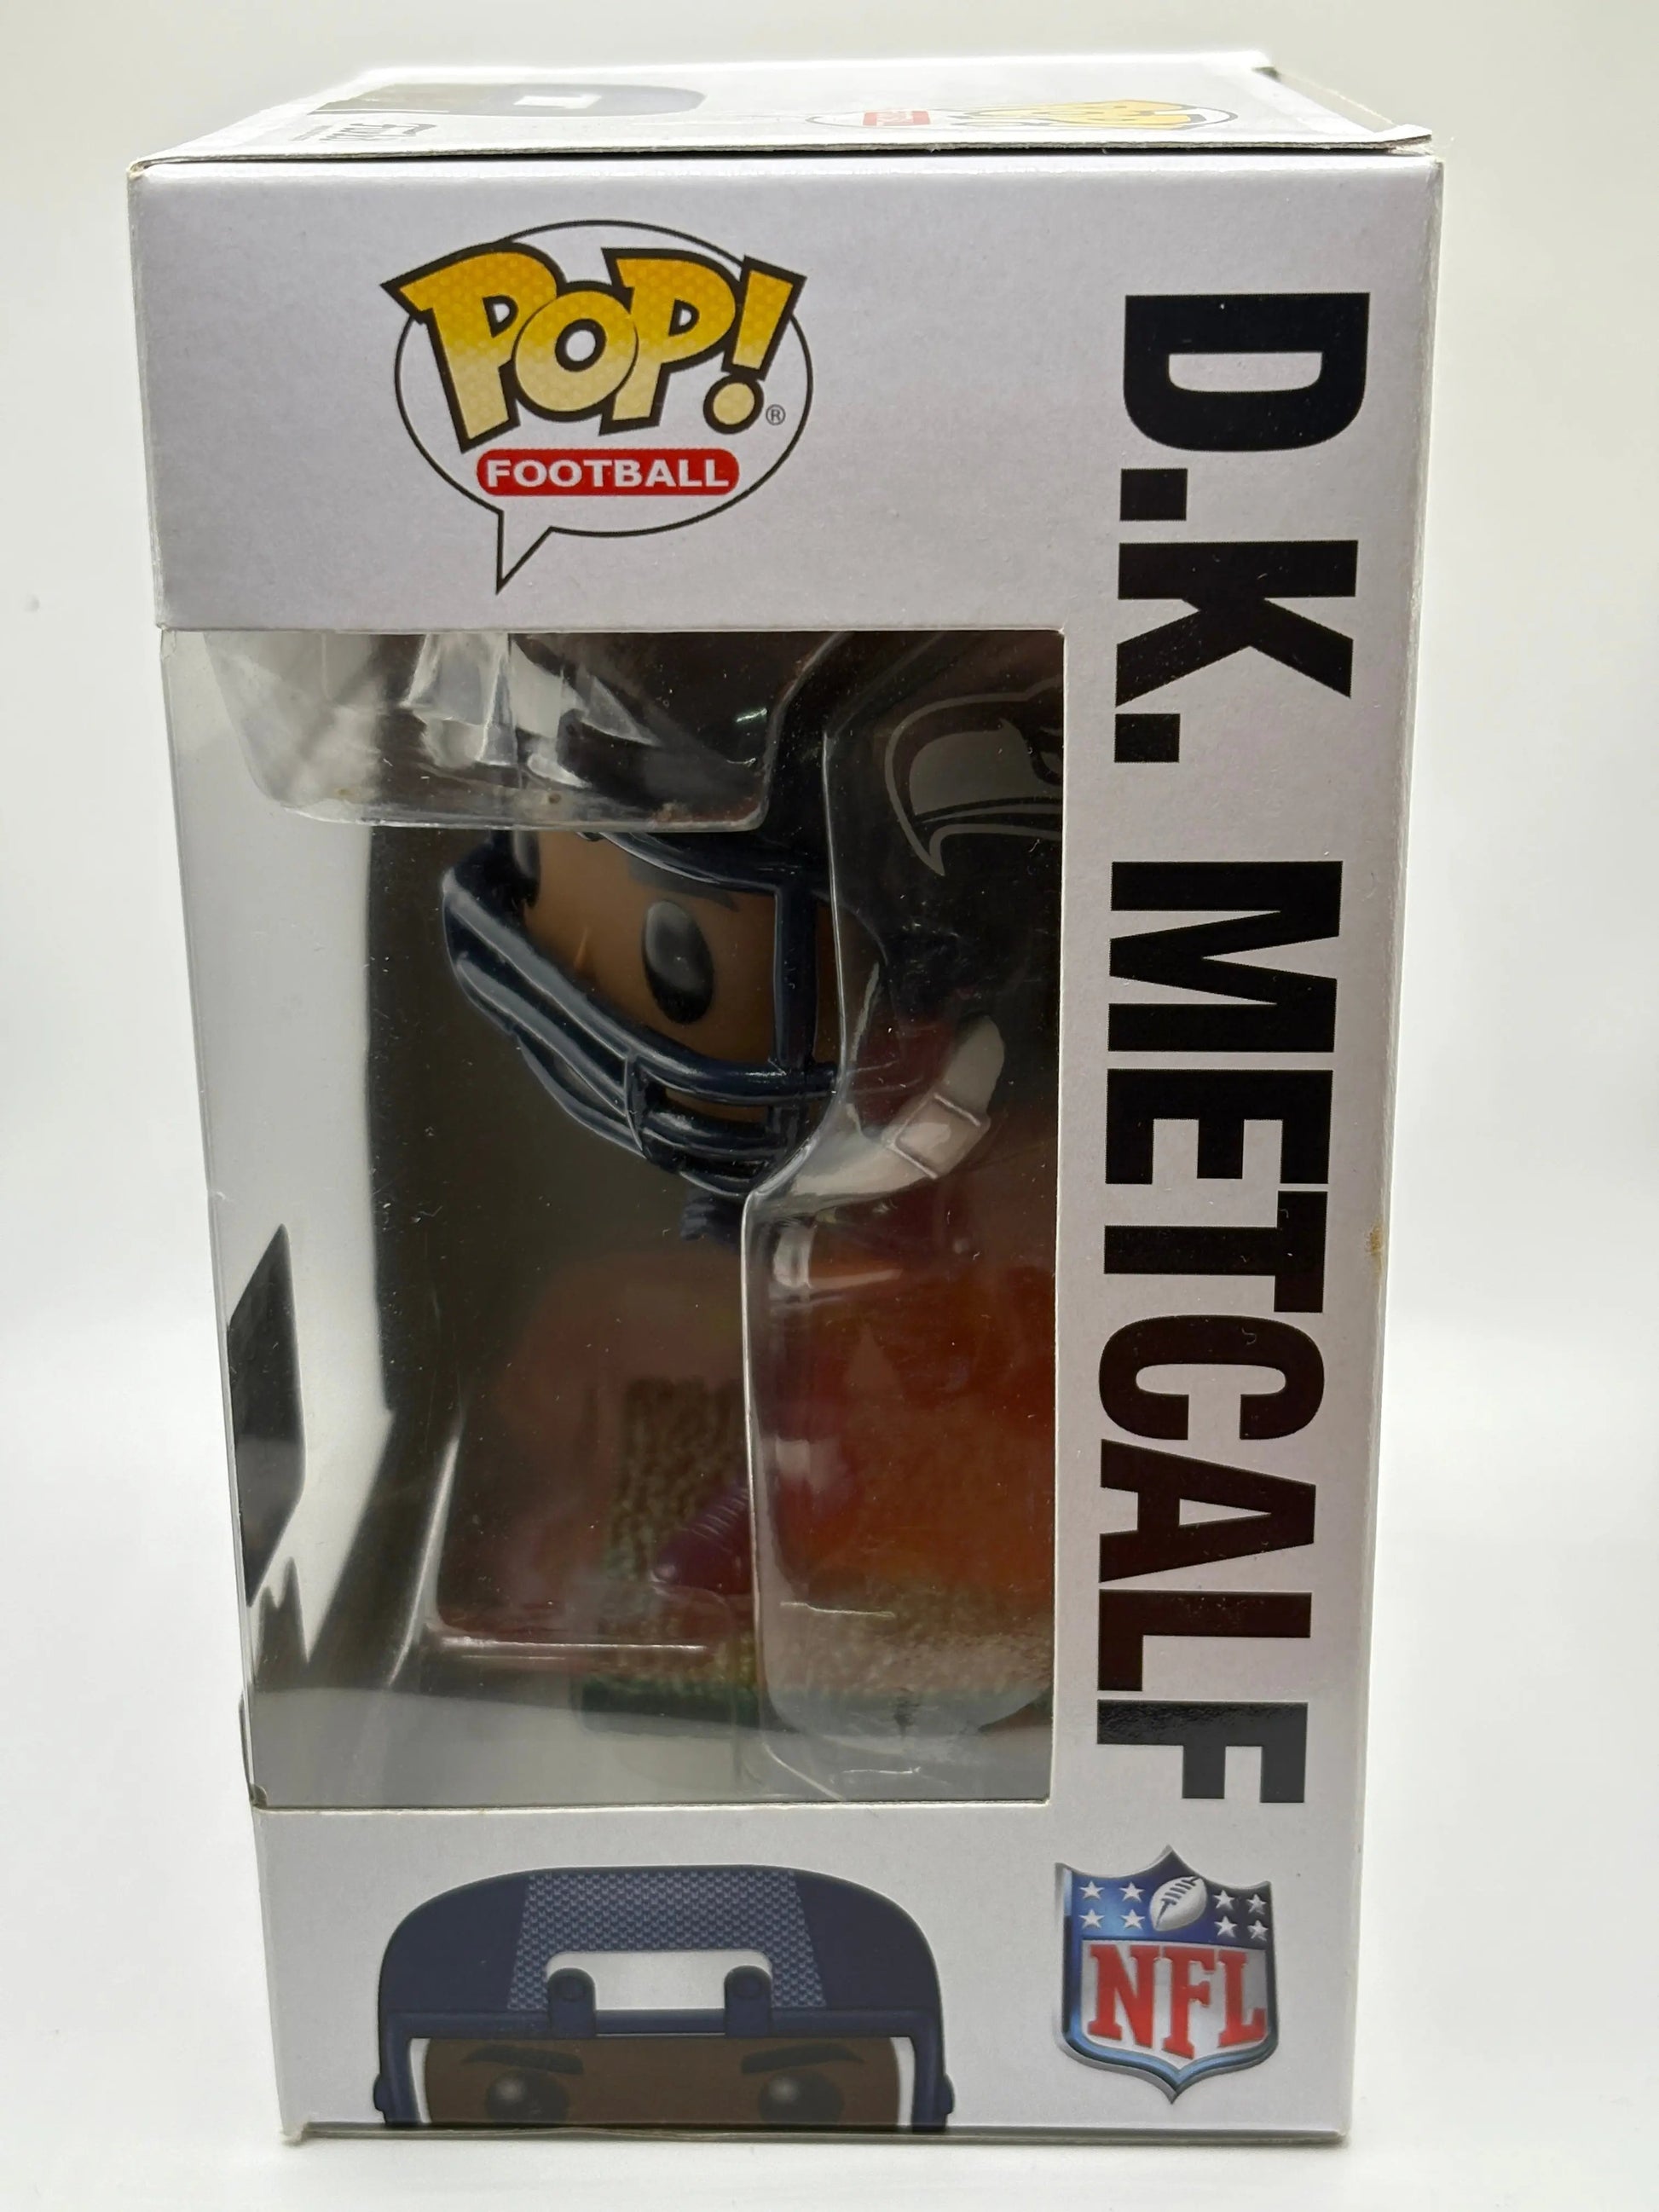 POP!®
FOOTBALL
D.K. METCALF
NFL